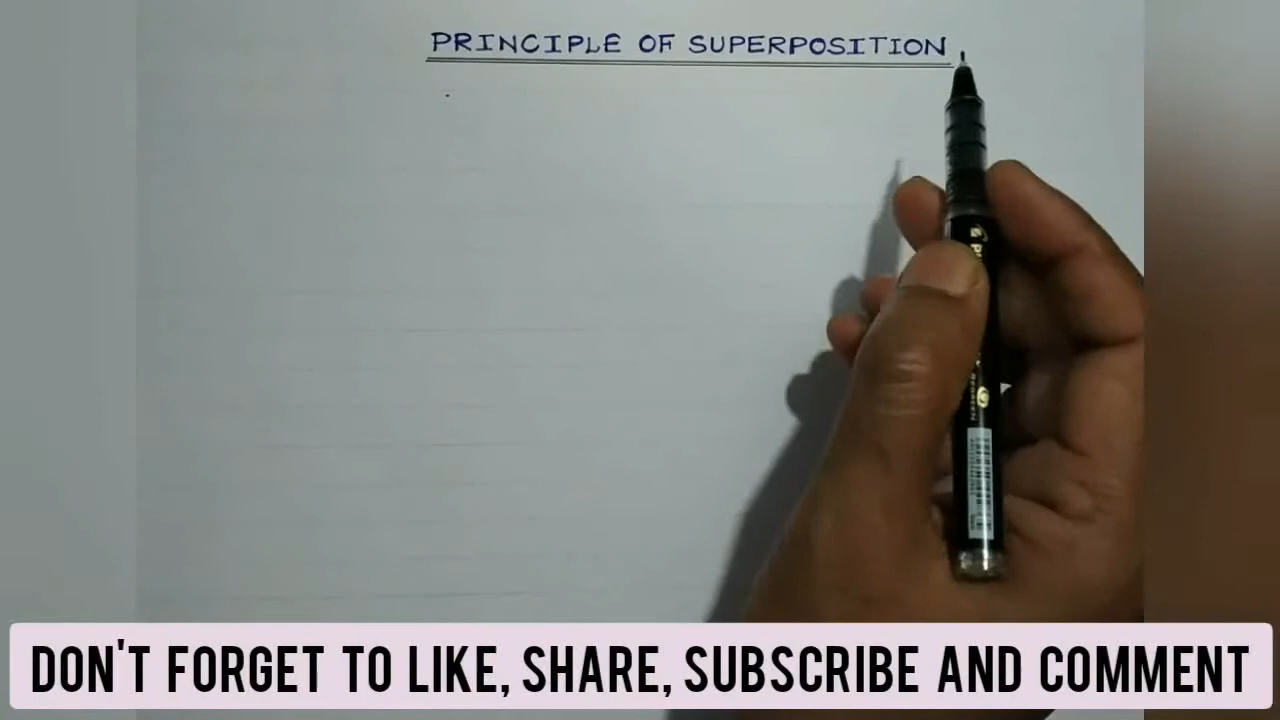 PRINCIPLE OF SUPERPOSITION
DON'T FORGET TO LIKE, SHARE, SUBSCRIBE AND COMMENT